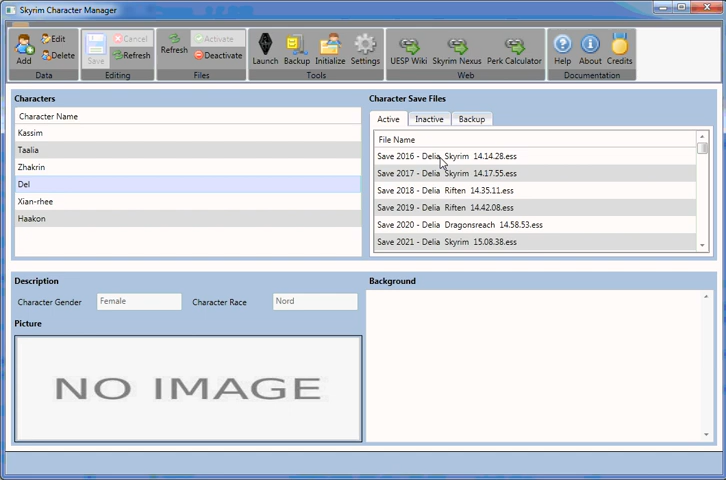 Skyrim Character Manager
Add
Edit
Delete
Data
Save
Cancel
Refresh
Editing
Refresh
Activate
Deactivate
Files
Launch
Backup
Initialize
Settings
Tools
UESP Wiki
Skyrim Nexus
Perk Calculator
Web
Help
About
Credits
Documentation
Characters
Character Name
Kassim
Taalia
Zhakrin
Del
Xian-rhee
Haakon
Character Save Files
Active
Inactive
Backup
File Name
Save 2016 - Delia Skyrim 14.14.28.ess
Save 2017 - Delia Skyrim 14.17.55.ess
Save 2018 - Delia Riften 14.35.11.ess
Save 2019 - Delia Riften 14.42.08.ess
Save 2020 - Delia Dragonsreach 14.58.53.ess
Save 2021 - Delia Skyrim 15.08.38.ess
Description
Character Gender Female Character Race Nord
Picture
NO IMAGE
Background